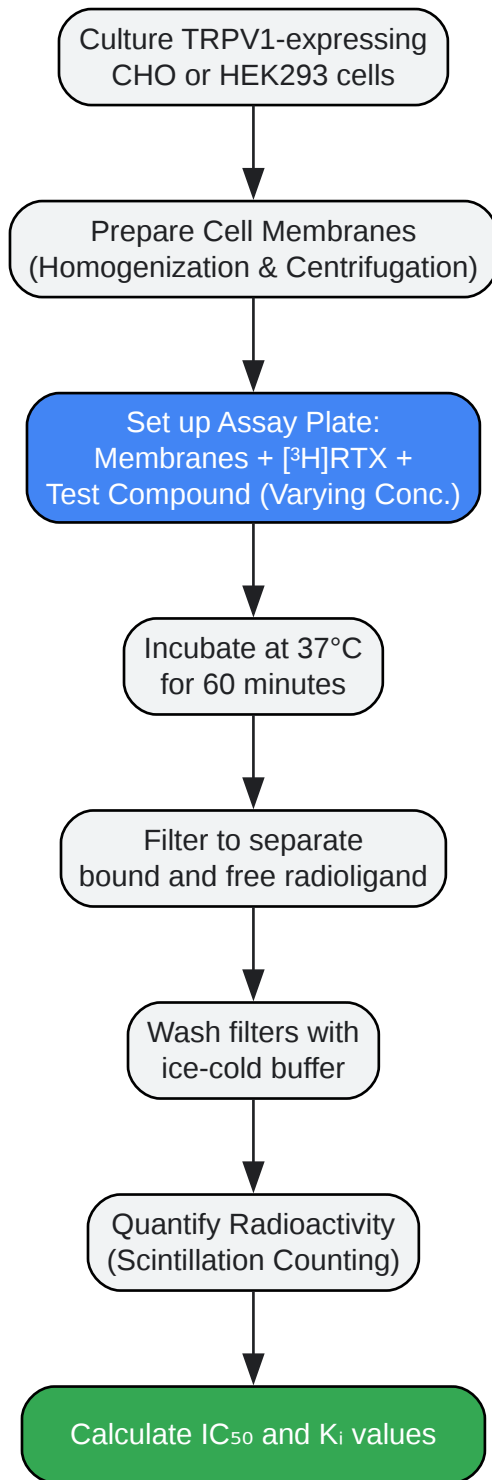 Culture TRPV1-expressing
CHO or HEK293 cells
Prepare Cell Membranes
(Homogenization & Centrifugation)
Set up Assay Plate:
Membranes + [³H]RTX +
Test Compound (Varying Conc.)
Incubate at 37°C
for 60 minutes
Filter to separate
bound and free radioligand
Wash filters with
ice-cold buffer
Quantify Radioactivity
(Scintillation Counting)
Calculate IC₅₀ and Kᵢ values